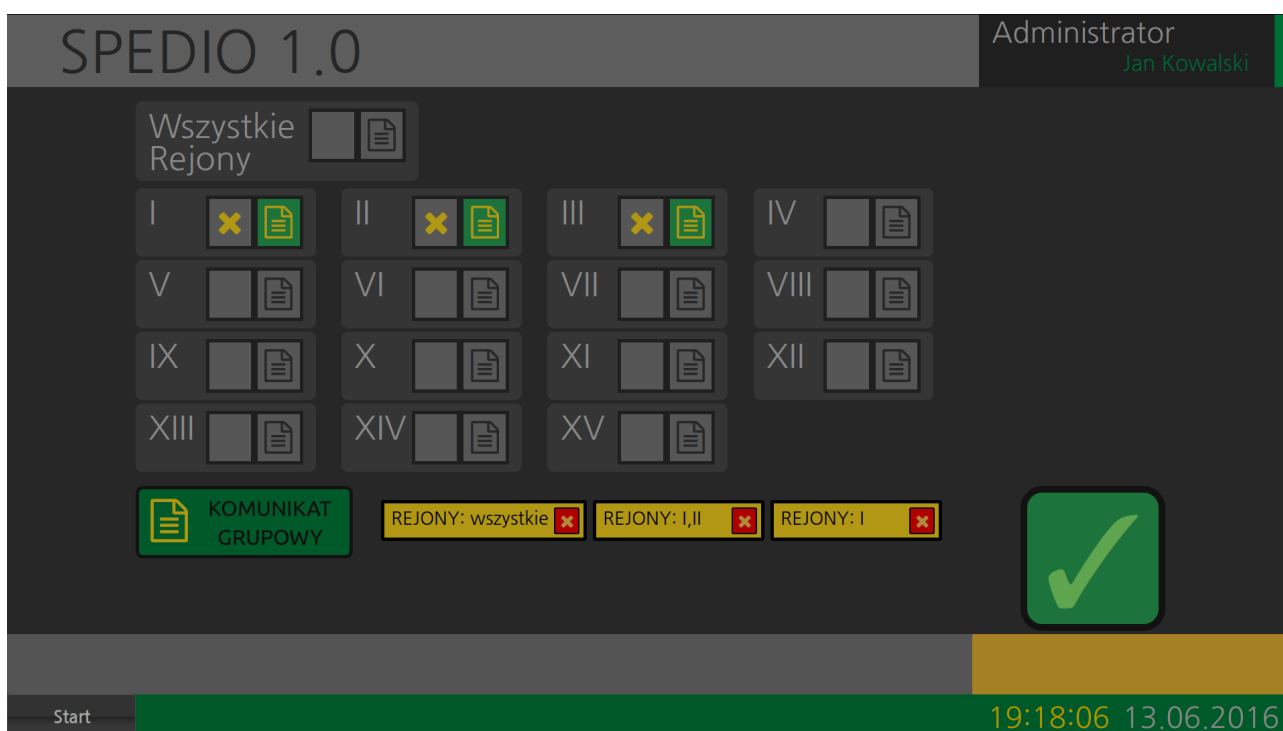 SPEDIO 1.0
Administrator
Jan Kowalski
Wszystkie
Rejony
I
II
III
IV
V
VI
VII
VIII
IX
X
XI
XII
XIII
XIV
XV
KOMUNIKAT
GRUPOWY
REJONY: wszystkie
REJONY: I,II
REJONY: I
Start
19:18:06 13.06.2016